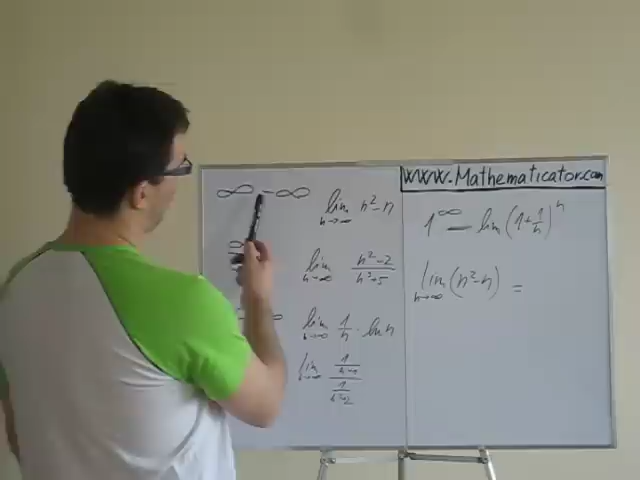 ∞ - ∞ lim n→∞ n²-n
lim n→∞ (n²-2)/(n³+5)
lim n→∞ 1/n · ln n
lim n→∞
www.Mathematicator.com
1^∞ - lim (1+1/n)^n
lim n→∞ (n²-n) =